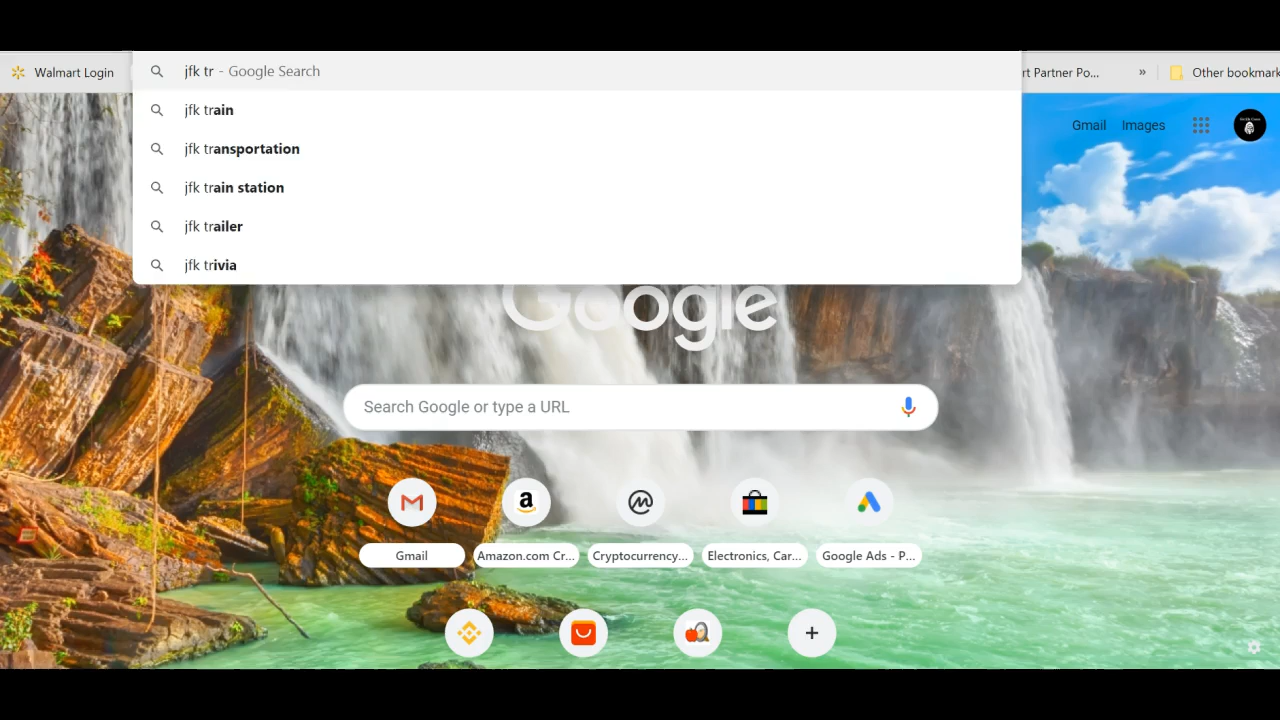 Walmart Login
jfk tr - Google Search
rt Partner Po...
»
Other bookmark
jfk train
jfk transportation
jfk train station
jfk trailer
jfk trivia
Gmail Images
Google
Search Google or type a URL
Gmail
Amazon.com Cr...
Cryptocurrency...
Electronics, Car...
Google Ads - P...